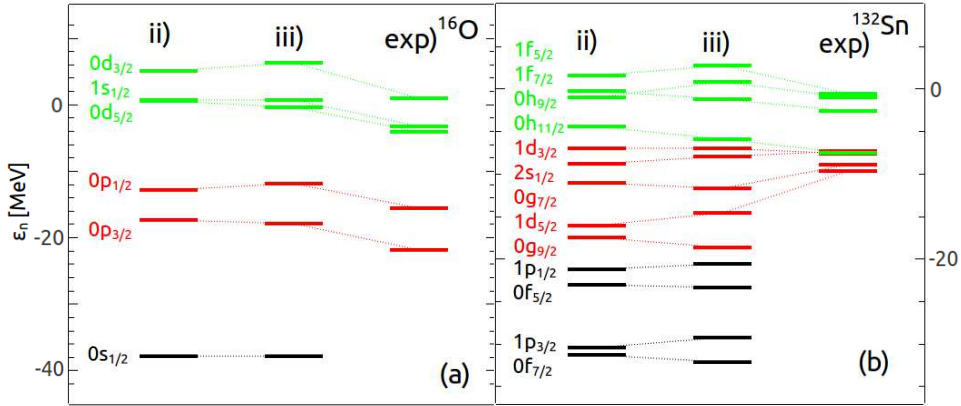 ii) iii) exp) ¹⁶O
0d₃/₂
1s₁/₂
0d₅/₂
0p₁/₂
0p₃/₂
0s₁/₂
εₙ [MeV]
0
-20
-40
(a)
ii) iii) exp) ¹³²Sn
1f₅/₂
1f₇/₂
0h₉/₂
0h₁₁/₂
1d₃/₂
2s₁/₂
0g₇/₂
1d₅/₂
0g₉/₂
1p₁/₂
0f₅/₂
1p₃/₂
0f₇/₂
0
-20
(b)